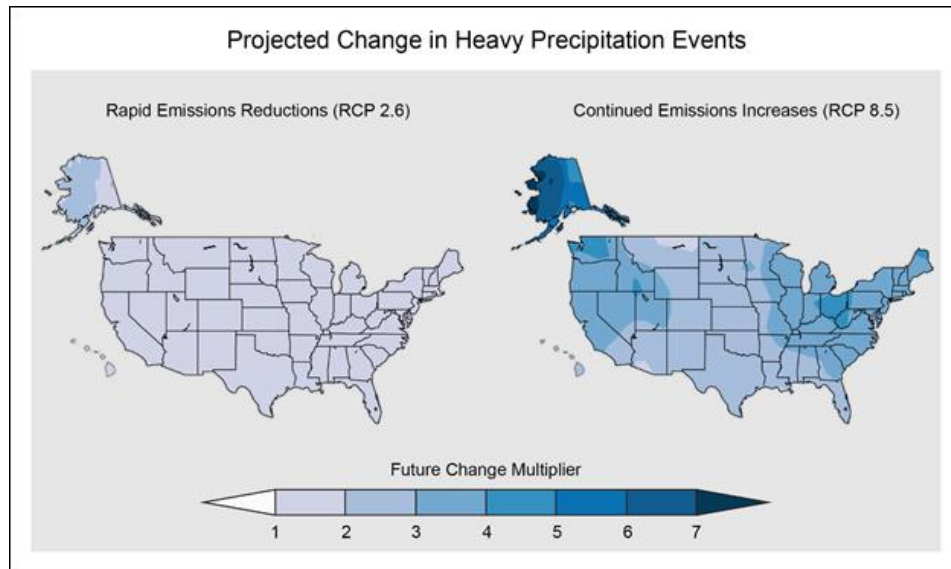 Projected Change in Heavy Precipitation Events
Rapid Emissions Reductions (RCP 2.6)
Continued Emissions Increases (RCP 8.5)
Future Change Multiplier
1 2 3 4 5 6 7